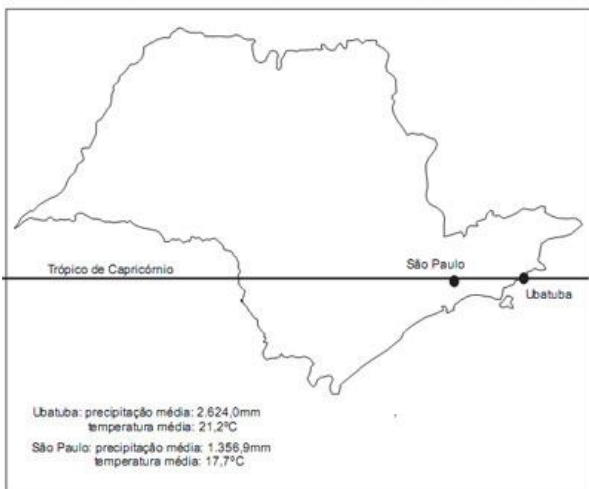 São Paulo
Trópico de Capricórnio
Ubatuba
Ubatuba: precipitação média: 2.624,0mm
temperatura média: 21,2ºC
São Paulo: precipitação média: 1.356,9mm
temperatura média: 17,7ºC